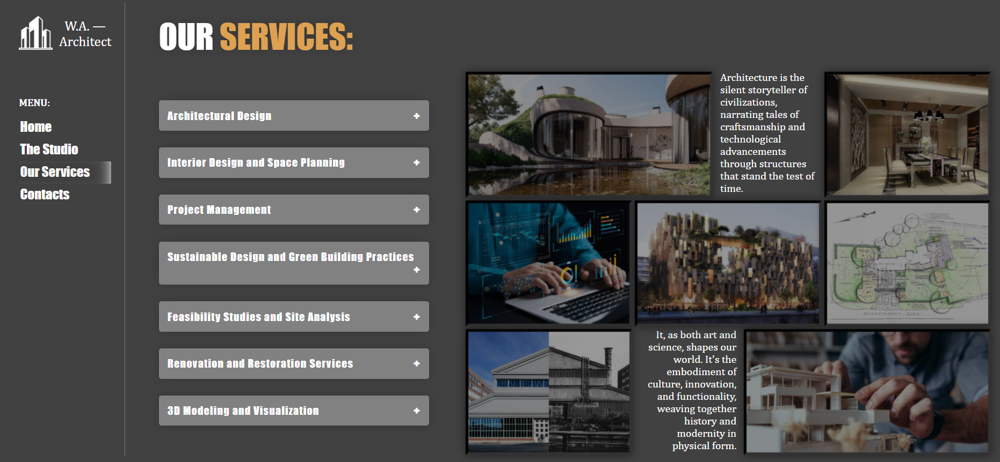 W.A. —
Architect
MENU:
Home
The Studio
Our Services
Contacts
OUR SERVICES:
Architectural Design +
Interior Design and Space Planning +
Project Management +
Sustainable Design and Green Building Practices
+
Feasibility Studies and Site Analysis +
Renovation and Restoration Services +
3D Modeling and Visualization +
Architecture is the
silent storyteller of
civilizations,
narrating tales of
craftsmanship and
technological
advancements
through structures
that stand the test of
time.
It, as both art and
science, shapes our
world. It's the
embodiment of
culture, innovation,
and functionality,
weaving together
history and
modernity in
physical form.